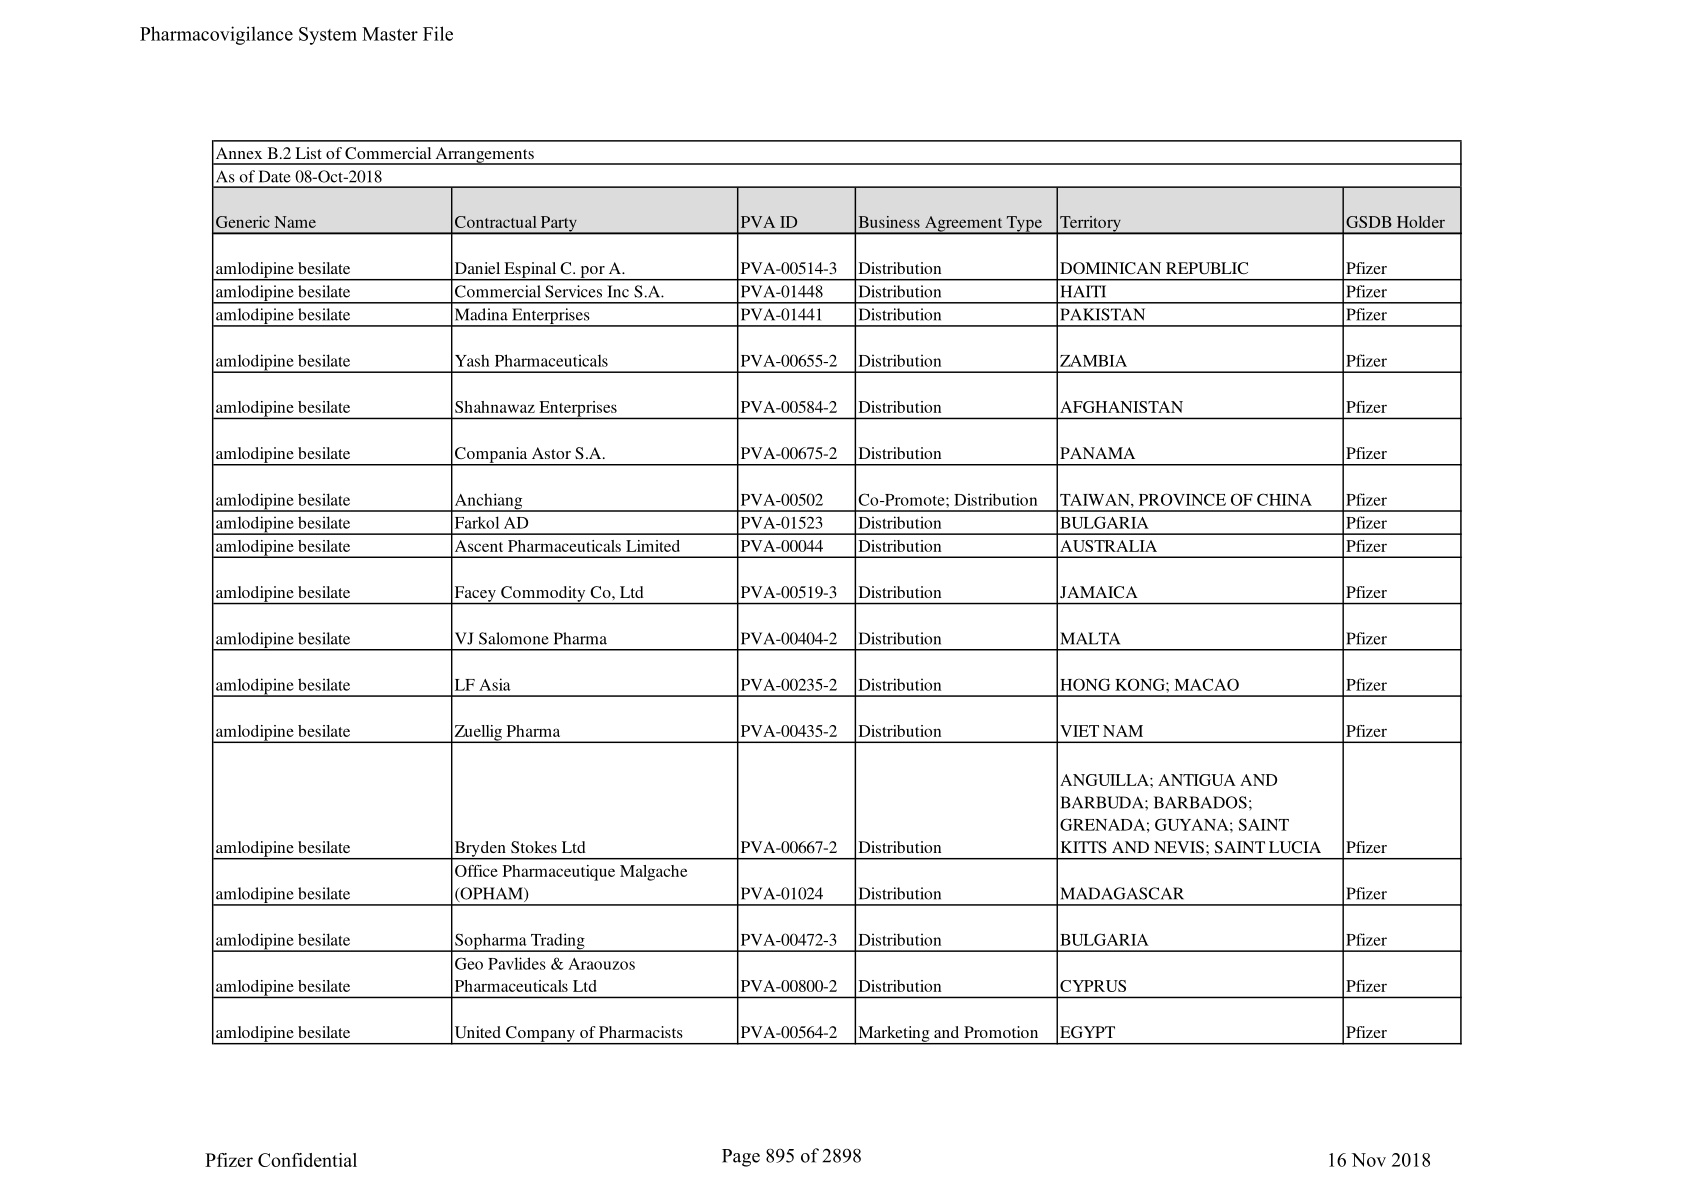 Pharmacovigilance System Master File
Annex B.2 List of Commercial Arrangements
As of Date 08-Oct-2018
Generic Name Contractual Party PVA ID Business Agreement Type Territory GSDB Holder
amlodipine besilate Daniel Espinal C. por A. PVA-00514-3 Distribution DOMINICAN REPUBLIC Pfizer
amlodipine besilate Commercial Services Inc S.A. PVA-01448 Distribution HAITI Pfizer
amlodipine besilate Madina Enterprises PVA-01441 Distribution PAKISTAN Pfizer
amlodipine besilate Yash Pharmaceuticals PVA-00655-2 Distribution ZAMBIA Pfizer
amlodipine besilate Shahnawaz Enterprises PVA-00584-2 Distribution AFGHANISTAN Pfizer
amlodipine besilate Compania Astor S.A. PVA-00675-2 Distribution PANAMA Pfizer
amlodipine besilate Anchiang PVA-00502 Co-Promote; Distribution TAIWAN, PROVINCE OF CHINA Pfizer
amlodipine besilate Farkol AD PVA-01523 Distribution BULGARIA Pfizer
amlodipine besilate Ascent Pharmaceuticals Limited PVA-00044 Distribution AUSTRALIA Pfizer
amlodipine besilate Facey Commodity Co, Ltd PVA-00519-3 Distribution JAMAICA Pfizer
amlodipine besilate VJ Salomone Pharma PVA-00404-2 Distribution MALTA Pfizer
amlodipine besilate LF Asia PVA-00235-2 Distribution HONG KONG; MACAO Pfizer
amlodipine besilate Zuellig Pharma PVA-00435-2 Distribution VIET NAM Pfizer
ANGUILLA; ANTIGUA AND
BARBUDA; BARBADOS;
GRENADA; GUYANA; SAINT
amlodipine besilate Bryden Stokes Ltd PVA-00667-2 Distribution KITTS AND NEVIS; SAINT LUCIA Pfizer
Office Pharmaceutique Malgache
amlodipine besilate (OPHAM) PVA-01024 Distribution MADAGASCAR Pfizer
amlodipine besilate Sopharma Trading PVA-00472-3 Distribution BULGARIA Pfizer
Geo Pavlides & Araouzos
amlodipine besilate Pharmaceuticals Ltd PVA-00800-2 Distribution CYPRUS Pfizer
amlodipine besilate United Company of Pharmacists PVA-00564-2 Marketing and Promotion EGYPT Pfizer
Pfizer Confidential Page 895 of 2898 16 Nov 2018